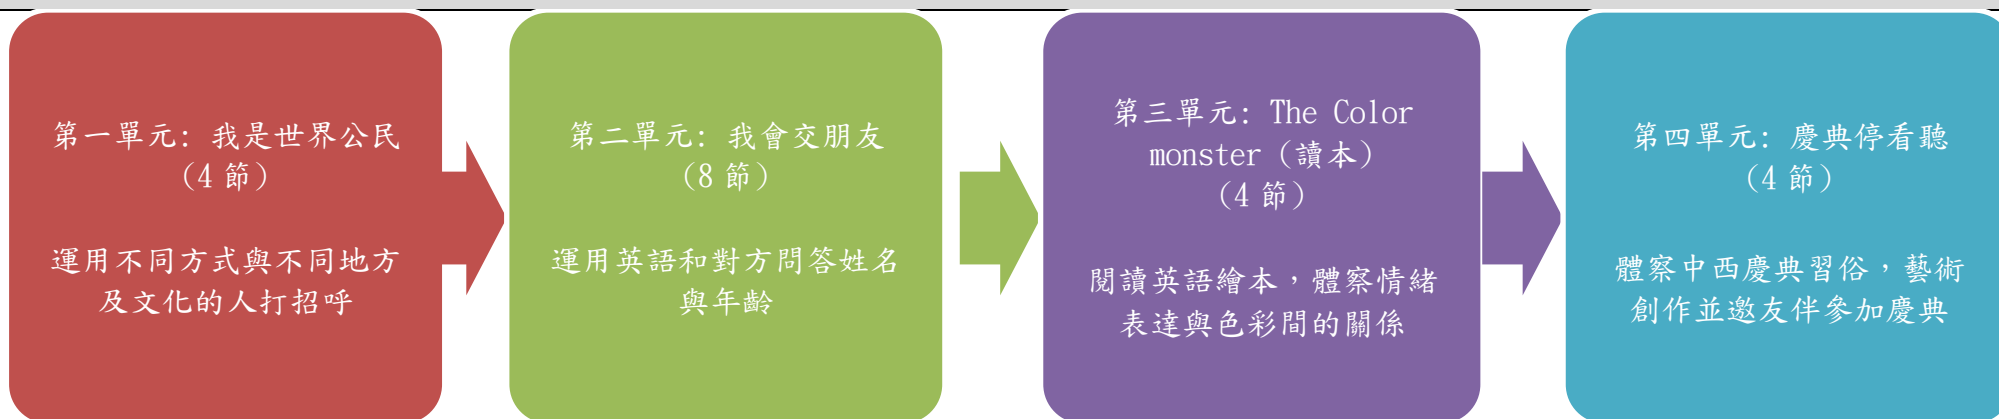 第一單元: 我是世界公民
(4 節)
運用不同方式與不同地方
及文化的人打招呼
第二單元: 我會交朋友
(8 節)
運用英語和對方問答姓名
與年齡
第三單元: The Color
monster (讀本)
(4 節)
閱讀英語繪本，體察情緒
表達與色彩間的關係
第四單元: 慶典停看聽
(4 節)
體察中西慶典習俗，藝術
創作並邀友伴參加慶典